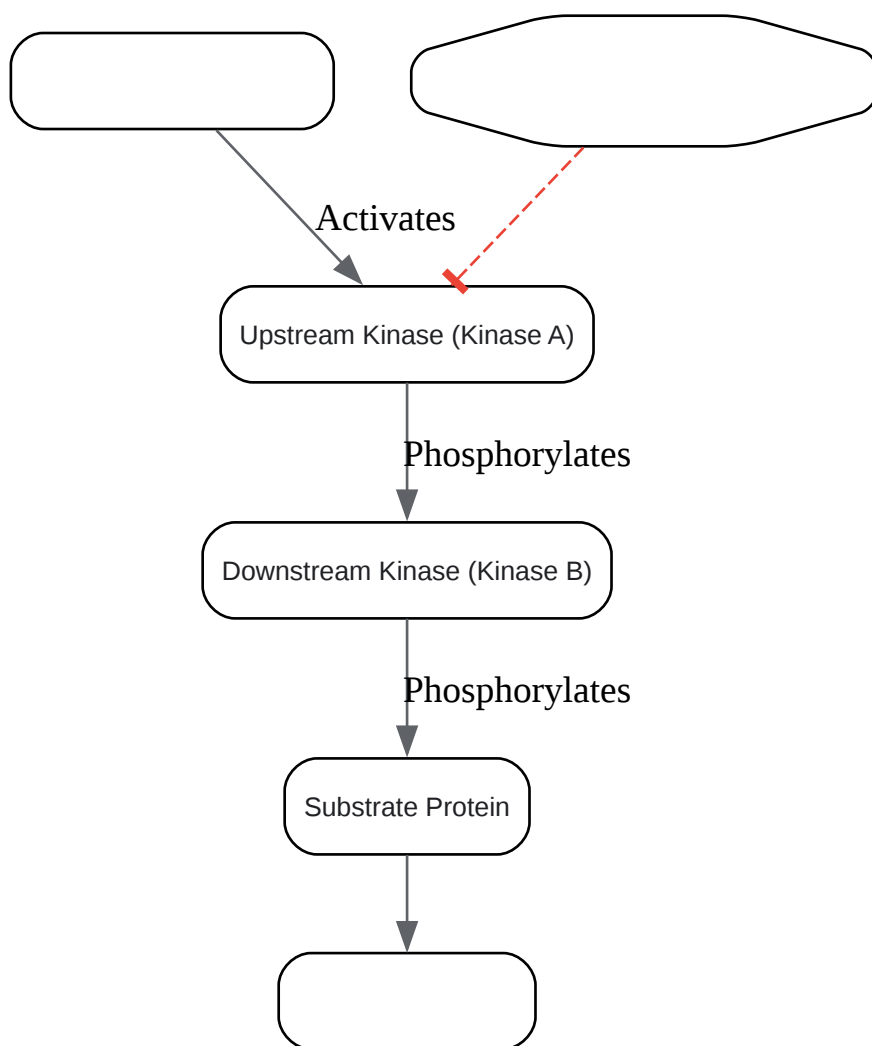 Activates
Upstream Kinase (Kinase A)
Phosphorylates
Downstream Kinase (Kinase B)
Phosphorylates
Substrate Protein